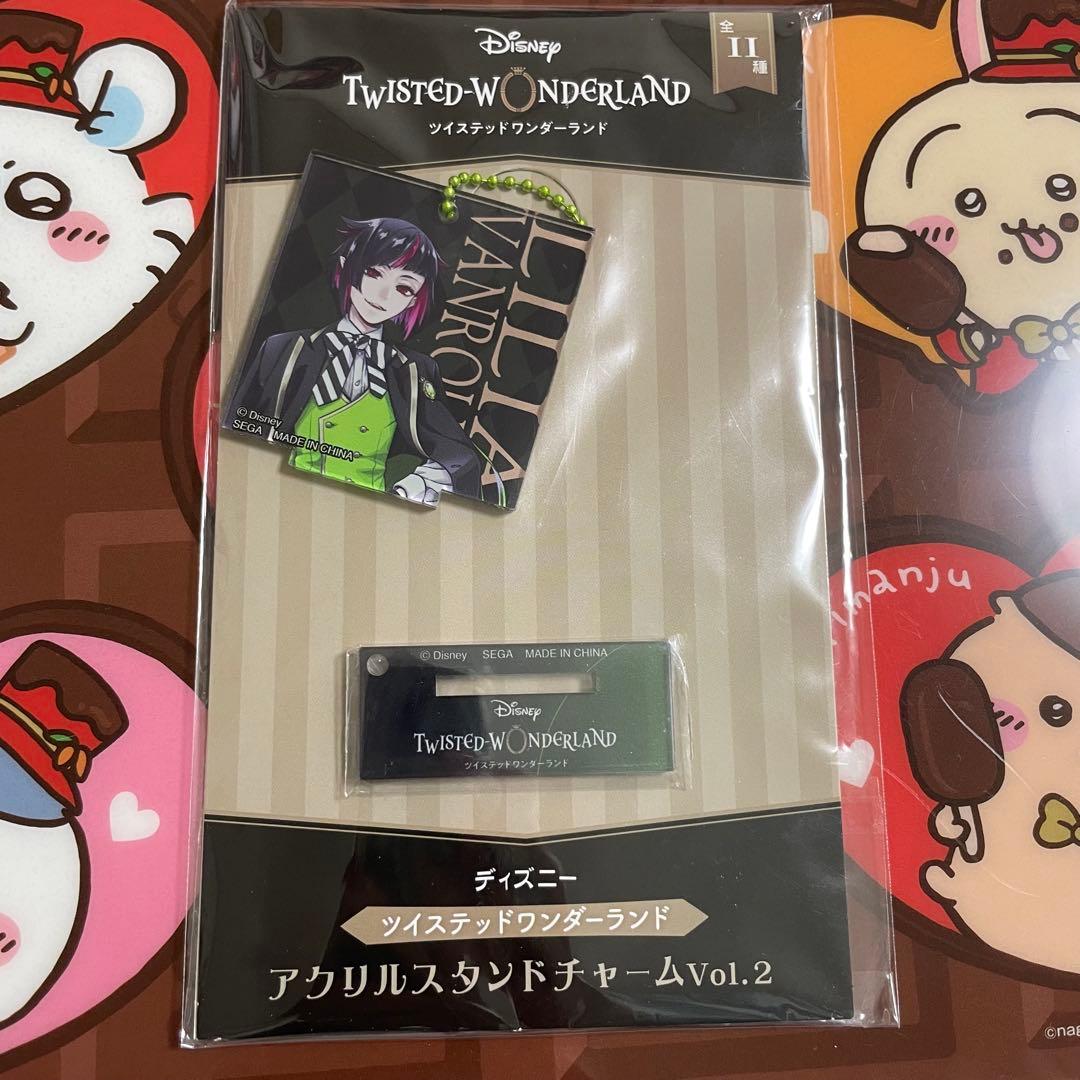 Disney
TWISTED-WONDERLAND
ツイステッドワンダーランド
全
11
種
LILIA
VANRO
© Disney
SEGA MADE IN CHINA
© Disney SEGA MADE IN CHINA
Disney
TWISTED-WONDERLAND
ツイステッドワンダーランド
ディズニー
ツイステッドワンダーランド
アクリルスタンドチャームVol.2
manju
©nag